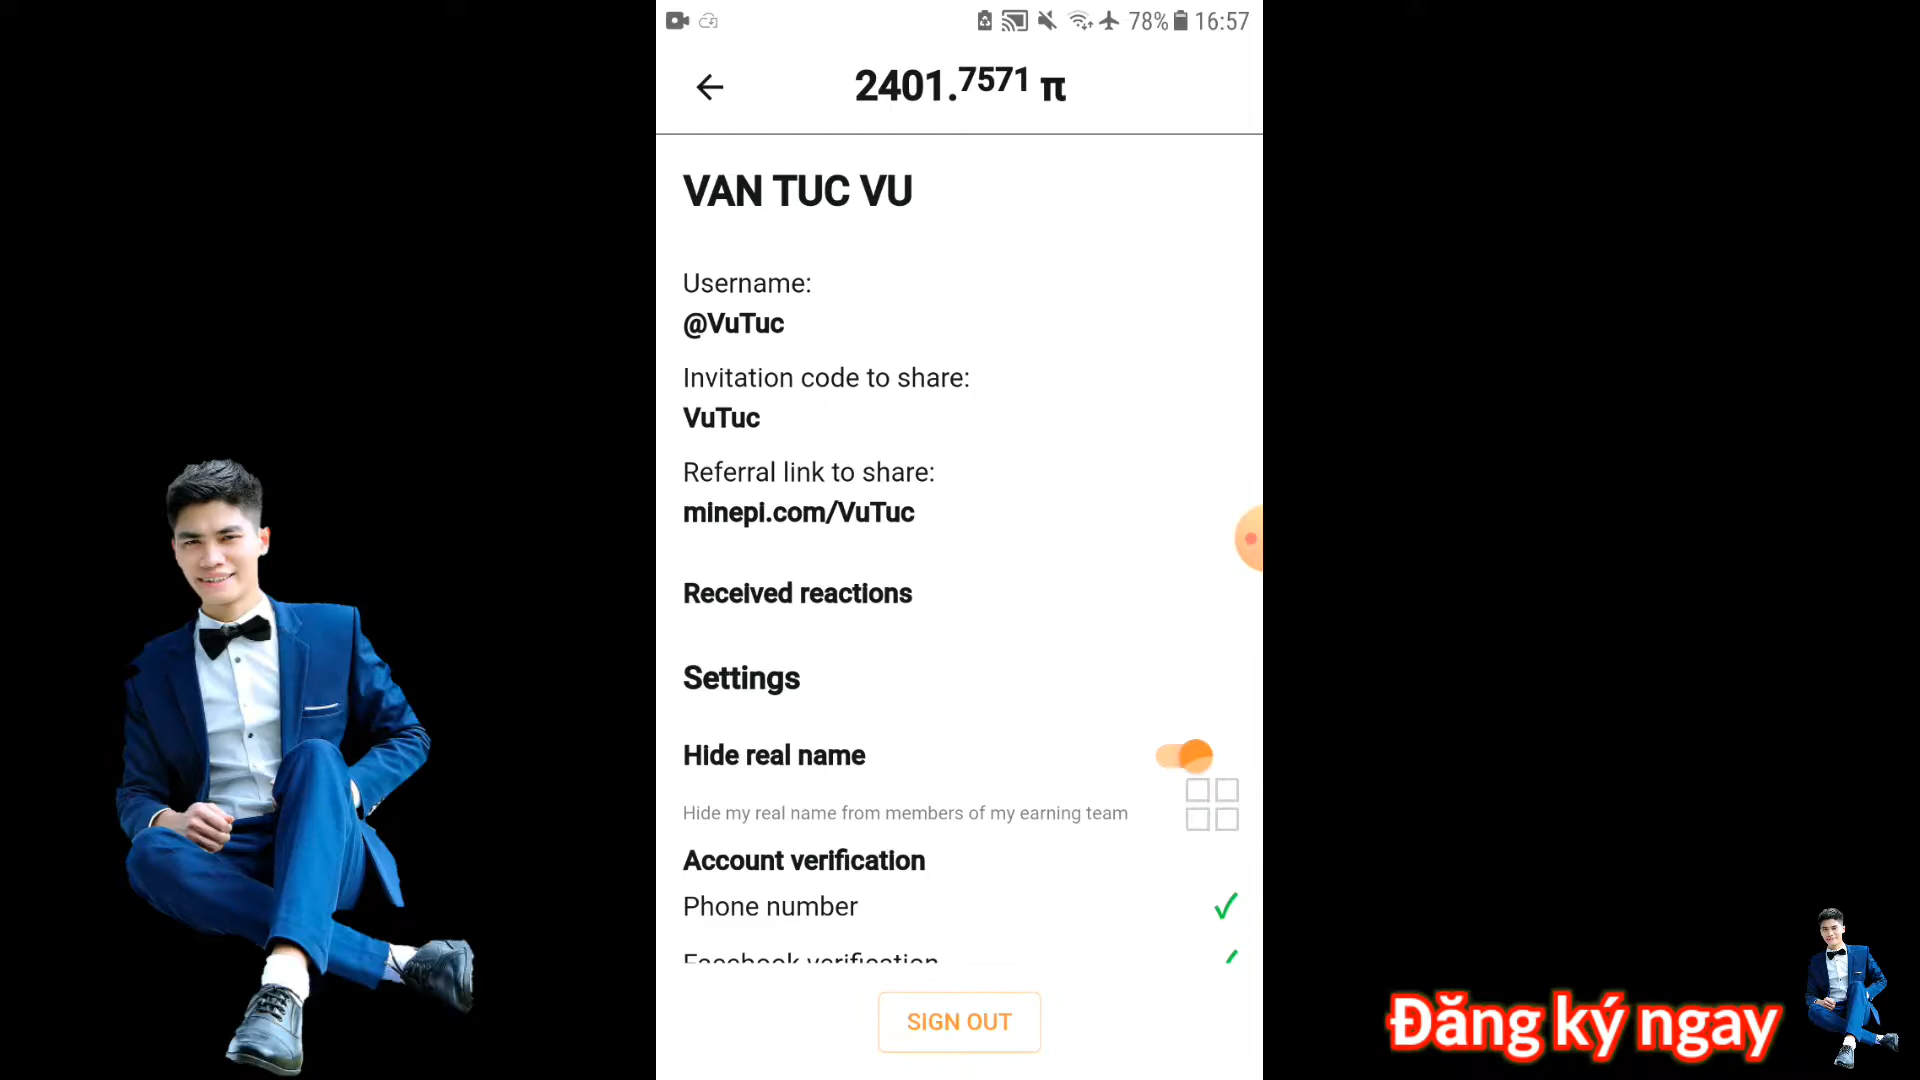 78% 16:57
2401.7571 π
VAN TUC VU
Username:
@VuTuc
Invitation code to share:
VuTuc
Referral link to share:
minepi.com/VuTuc
Received reactions
Settings
Hide real name
Hide my real name from members of my earning team
Account verification
Phone number
Facebook verification
SIGN OUT
Đăng ký ngay